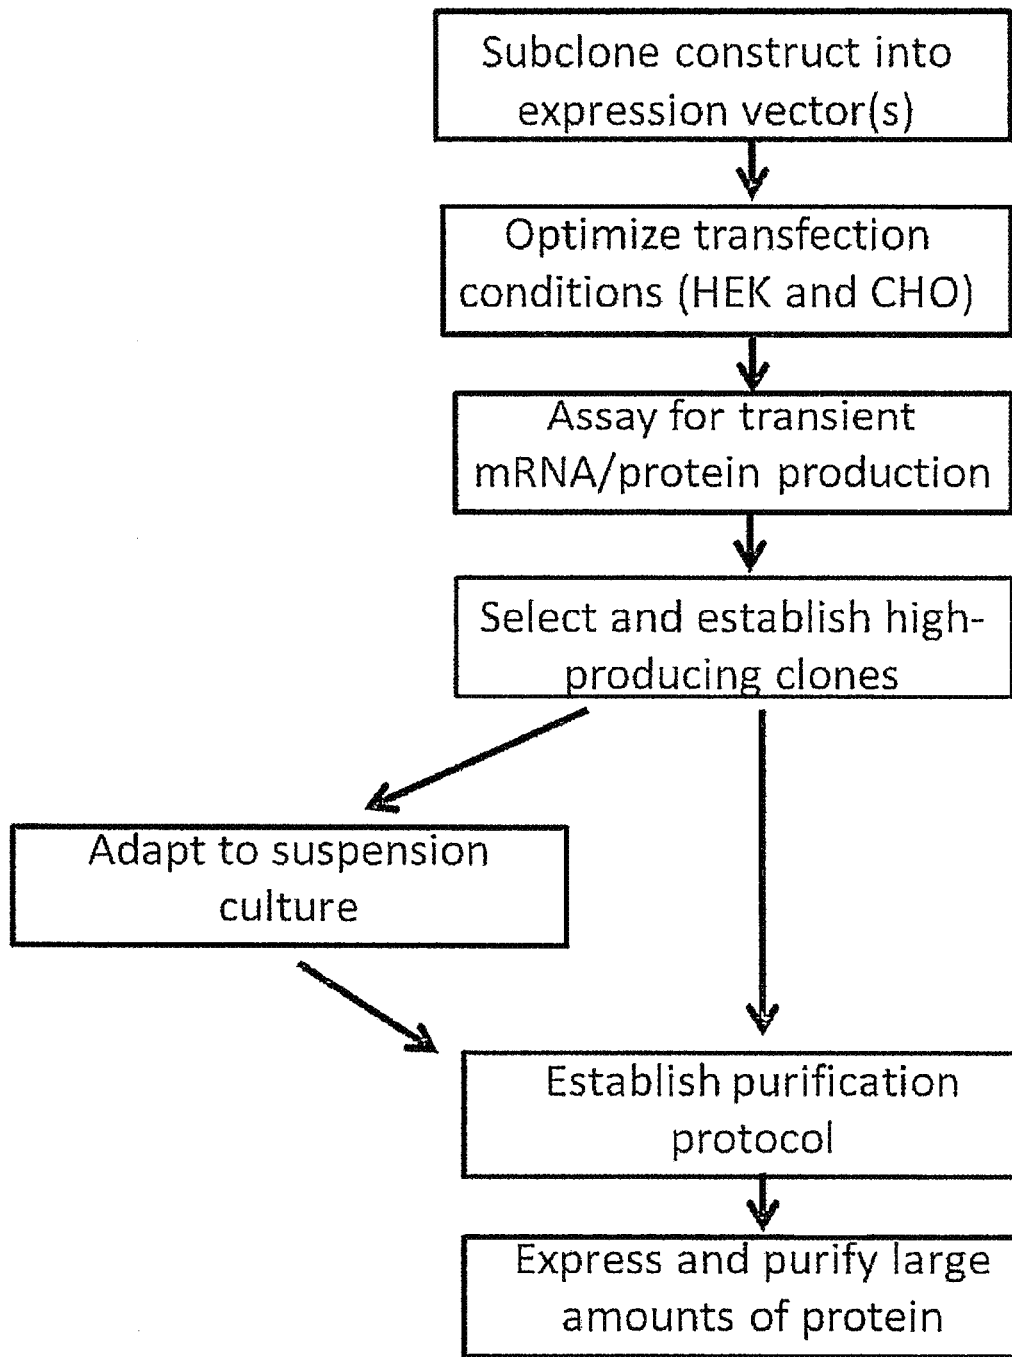 Subclone construct into
expression vector(s)
Optimize transfection
conditions (HEK and CHO)
Assay for transient
mRNA/protein production
Select and establish high-
producing clones
Adapt to suspension
culture
Establish purification
protocol
Express and purify large
amounts of protein